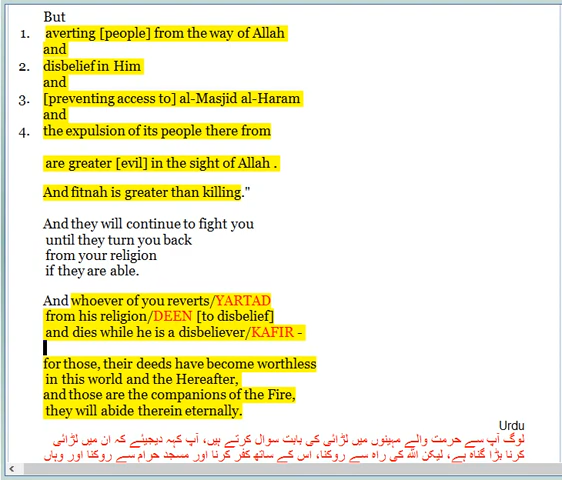 But
1. averting [people] from the way of Allah
and
2. disbelief in Him
and
3. [preventing access to] al-Masjid al-Haram
and
4. the expulsion of its people there from
are greater [evil] in the sight of Allah .
And fitnah is greater than killing."
And they will continue to fight you
until they turn you back
from your religion
if they are able.
And whoever of you reverts/YARTAD
from his religion/DEEN [to disbelief]
and dies while he is a disbeliever/KAFIR -
for those, their deeds have become worthless
in this world and the Hereafter,
and those are the companions of the Fire,
they will abide therein eternally.
Urdu
لوگ آپ سے حرمت والے مہینوں میں لڑائی کی بابت سوال کرتے ہیں، آپ کہہ دیجیئے کہ ان میں لڑائی
کرنا بڑا گناه ہے، لیکن اللہ کی راه سے روکنا، اس کے ساتھ کفر کرنا اور مسجد حرام سے روکنا اور وہاں